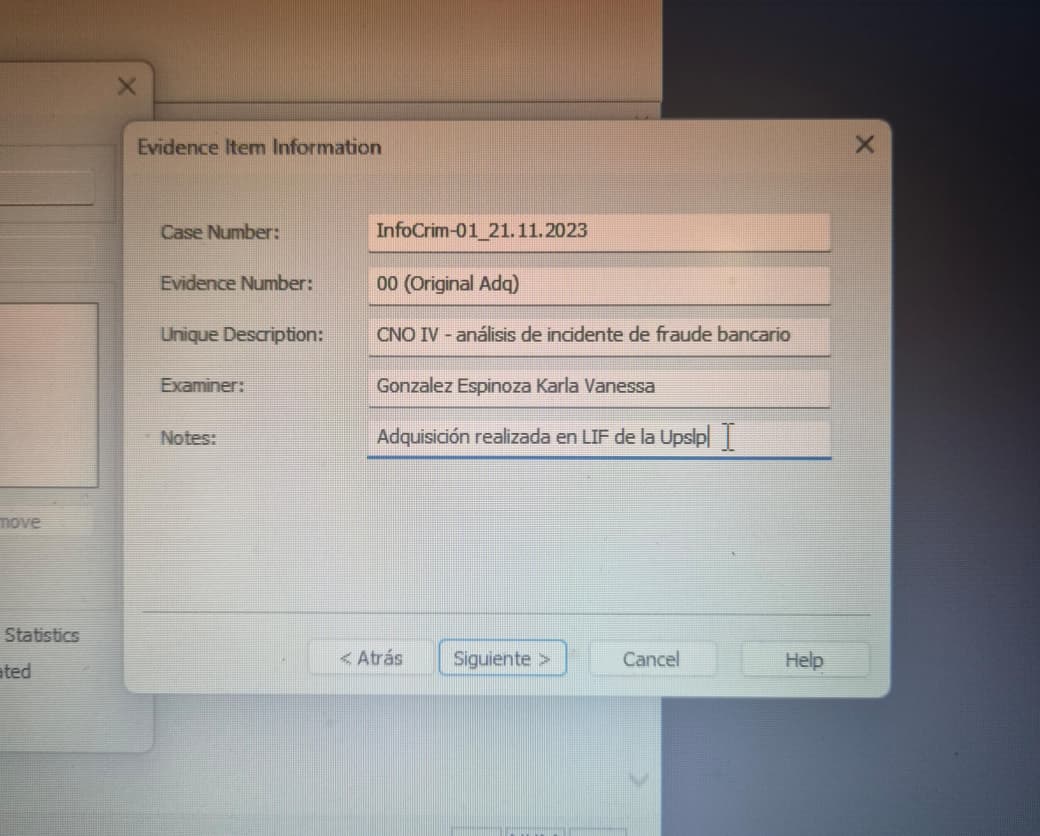 Evidence Item Information
Case Number: InfoCrim-01_21.11.2023
Evidence Number: 00 (Original Adq)
Unique Description: CNO IV - análisis de incidente de fraude bancario
Examiner: Gonzalez Espinoza Karla Vanessa
Notes: Adquisición realizada en LIF de la Upslp
move
Statistics
ated
< Atrás Siguiente > Cancel Help